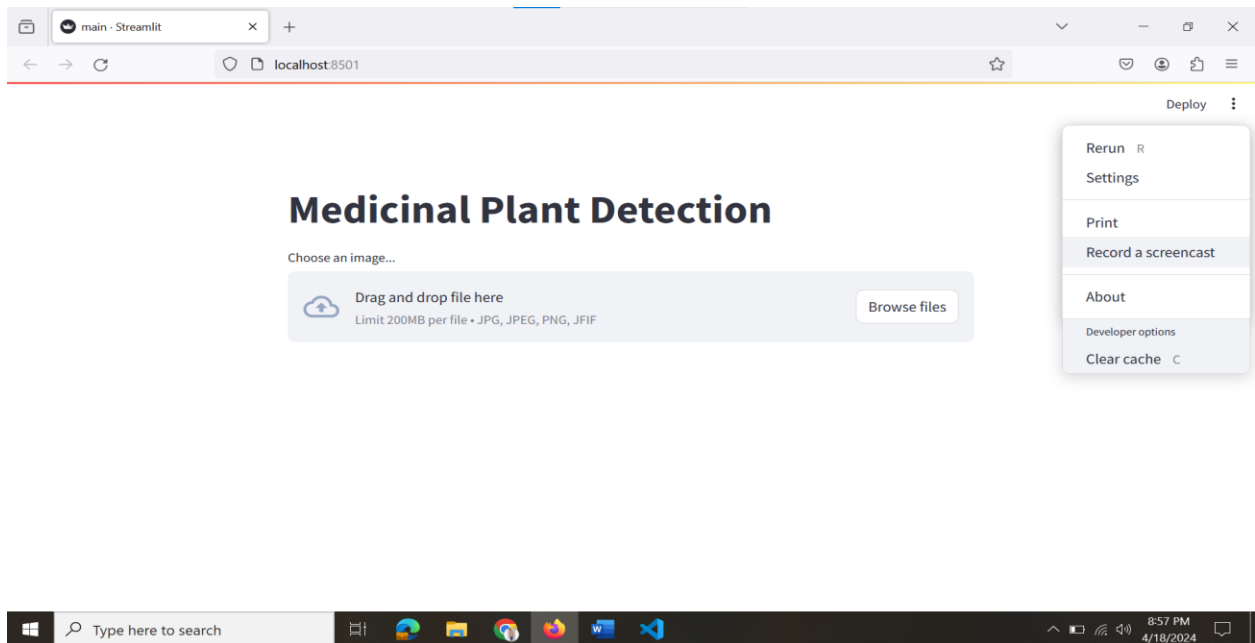 main · Streamlit
localhost:8501
Deploy
Rerun R
Settings
Print
Record a screencast
About
Developer options
Clear cache C
Medicinal Plant Detection
Choose an image...
Drag and drop file here
Limit 200MB per file • JPG, JPEG, PNG, JFIF
Browse files
Type here to search
8:57 PM
4/18/2024